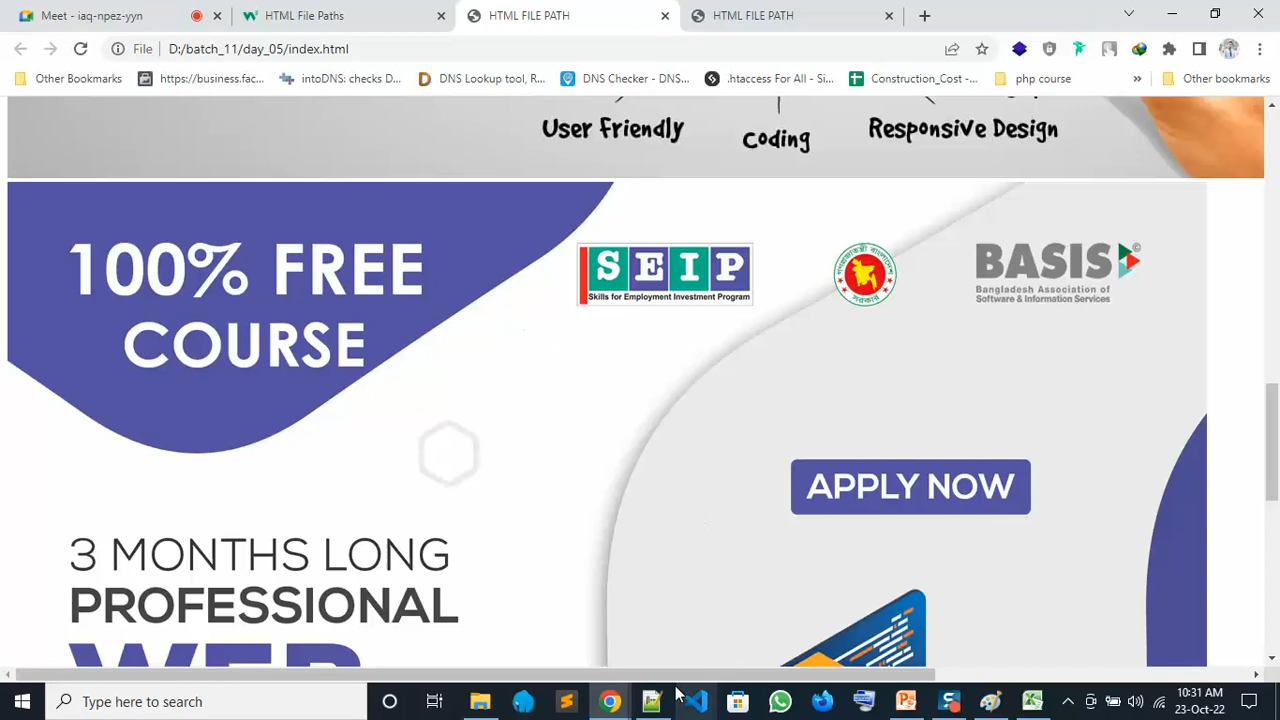 Meet - iaq-npez-yyn
HTML File Paths
HTML FILE PATH
HTML FILE PATH
File
D:/batch_11/day_05/index.html
Other Bookmarks
https://business.fac...
intoDNS: checks D...
DNS Lookup tool, R...
DNS Checker - DNS...
.htaccess For All - Si...
Construction_Cost -...
php course
Other bookmarks
User Friendly
Coding
Responsive Design
100% FREE
COURSE
SEIP
Skills for Employment Investment Program
BASIS
Bangladesh Association of
Software & Information Services
APPLY NOW
3 MONTHS LONG
PROFESSIONAL
WEB
Type here to search
10:31 AM
23-Oct-22